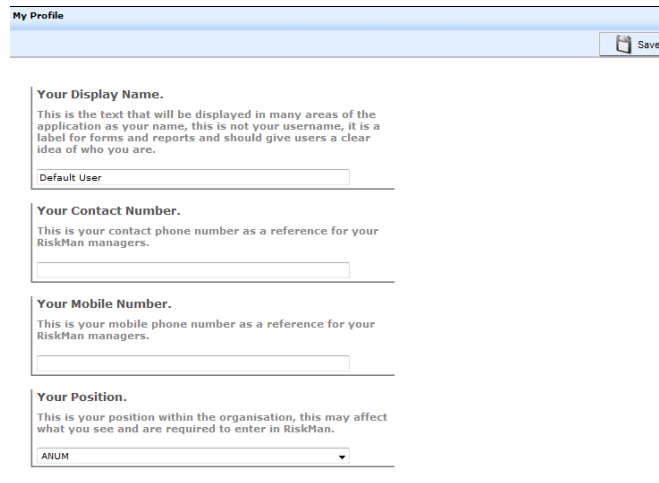 My Profile
Save
Your Display Name.
This is the text that will be displayed in many areas of the
application as your name, this is not your username, it is a
label for forms and reports and should give users a clear
idea of who you are.
Default User
Your Contact Number.
This is your contact phone number as a reference for your
RiskMan managers.
Your Mobile Number.
This is your mobile phone number as a reference for your
RiskMan managers.
Your Position.
This is your position within the organisation, this may affect
what you see and are required to enter in RiskMan.
ANUM